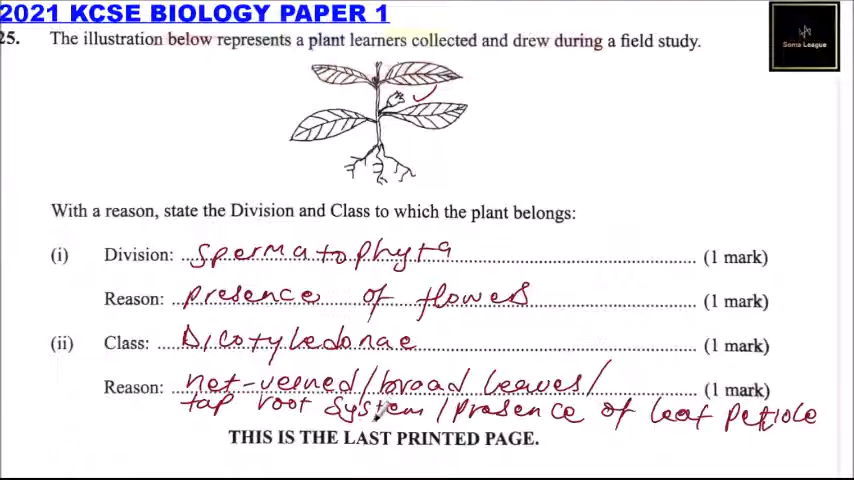 2021 KCSE BIOLOGY PAPER 1
25. The illustration below represents a plant learners collected and drew during a field study.
Soma League
With a reason, state the Division and Class to which the plant belongs:
(i) Division: Spermatophyta (1 mark)
Reason: presence of flowers (1 mark)
(ii) Class: Dicotyledonae (1 mark)
Reason: net-veined/broad leaves/ (1 mark)
tap root system/presence of leaf petiole
THIS IS THE LAST PRINTED PAGE.